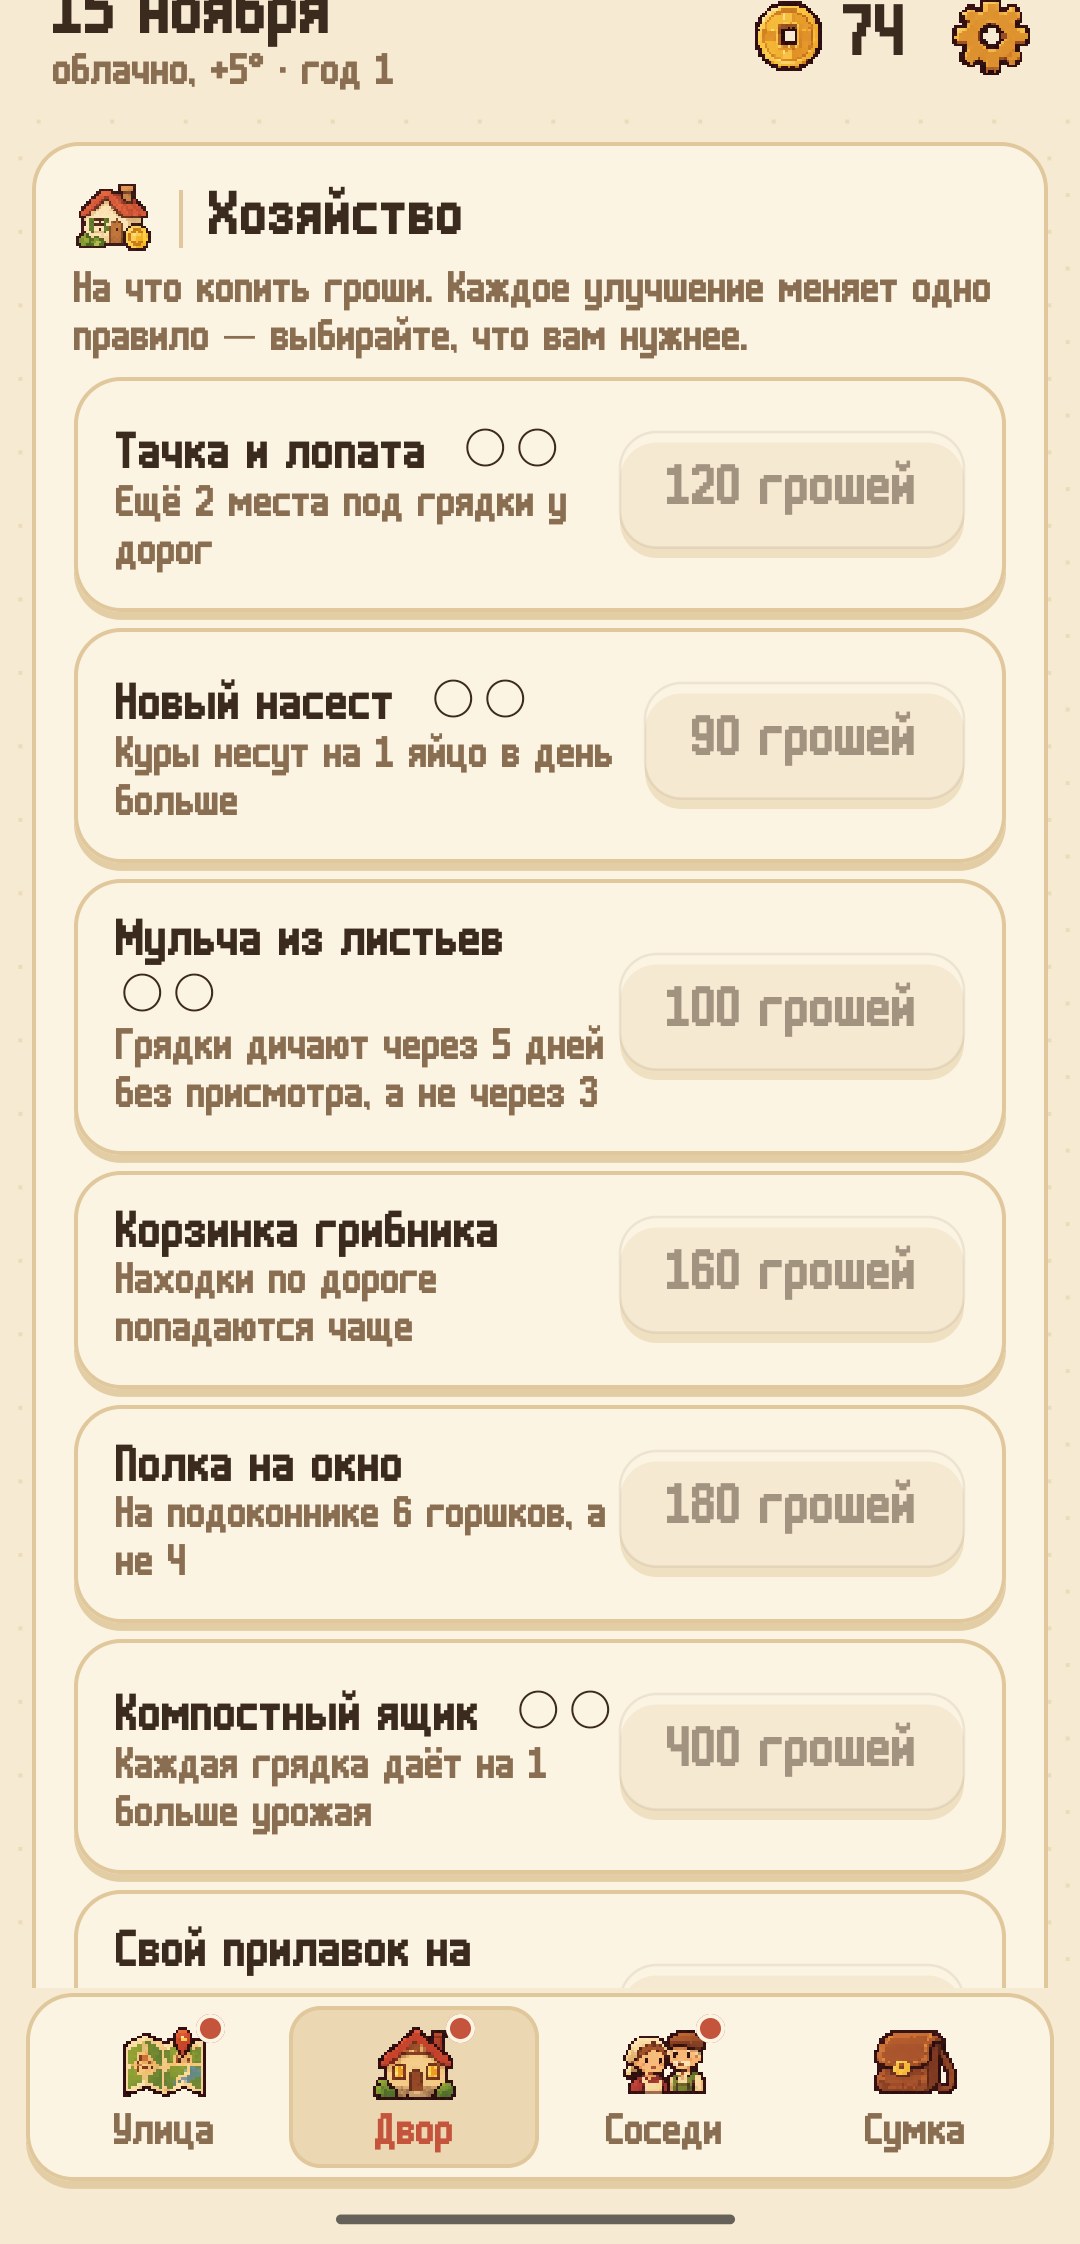 15 ноября
74
облачно, +5° · год 1
Хозяйство
На что копить гроши. Каждое улучшение меняет одно
правило — выбирайте, что вам нужнее.
Тачка и лопата ○○
Ещё 2 места под грядки у
дорог
120 грошей
Новый насест ○○
Куры несут на 1 яйцо в день
больше
90 грошей
Мульча из листьев
○○
Грядки дичают через 5 дней
без присмотра, а не через 3
100 грошей
Корзинка грибника
Находки по дороге
попадаются чаще
160 грошей
Полка на окно
На подоконнике 6 горшков, а
не 4
180 грошей
Компостный ящик ○○
Каждая грядка даёт на 1
больше урожая
400 грошей
Свой прилавок на
Улица
Двор
Соседи
Сумка